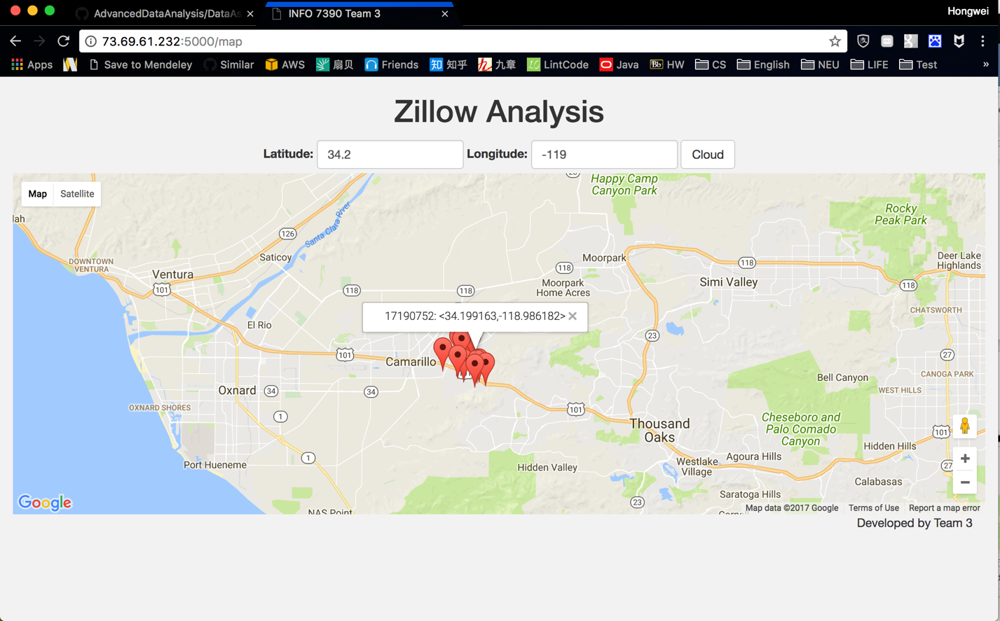 Hongwei
AdvancedDataAnalysis/DataAs
INFO 7390 Team 3
73.69.61.232:5000/map
Apps
Save to Mendeley
Similar
AWS
扇贝
Friends
知 知乎
九章
LC LintCode
Java
Bb HW
CS
English
NEU
LIFE
Test
»
Zillow Analysis
Latitude: 34.2 Longitude: -119 Cloud
Map Satellite
Happy Camp
Canyon Park
Rocky
Peak Park
lah
126
Santa Clara River
DOWNTOWN
VENTURA
Saticoy
Ventura
101
118
118
118
Moorpark
118
Moorpark
Home Acres
Simi Valley
Deer Lake
Highlands
118
CHATSWORTH
17190752: <34.199163,-118.986182>
El Rio
101
Camarillo
23
27
Oxnard
34
34
Bell Canyon
CANOGA PARK
WEST HILLS
OXNARD SHORES
1
101
Thousand
Oaks
Cheseboro and
Palo Comado
Canyon
101
Hidden Hills
Port Hueneme
1
Hidden Valley
Westlake
Village
Agoura Hills
27
Calabasas
Saratoga Hills
23
NAS Point
Google
Map data ©2017 Google
Terms of Use
Report a map error
Developed by Team 3